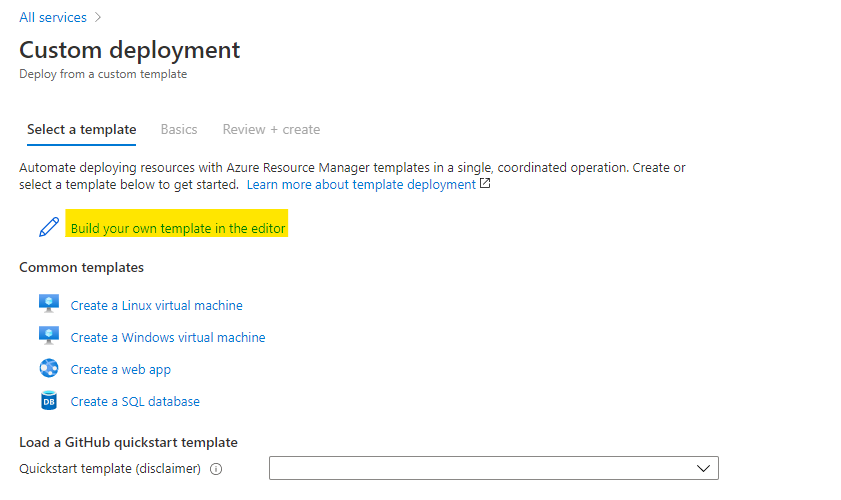 All services
Custom deployment
Deploy from a custom template
Select a template Basics Review + create
Automate deploying resources with Azure Resource Manager templates in a single, coordinated operation. Create or
select a template below to get started. Learn more about template deployment
Build your own template in the editor
Common templates
Create a Linux virtual machine
Create a Windows virtual machine
Create a web app
DB Create a SQL database
Load a GitHub quickstart template
Quickstart template (disclaimer)